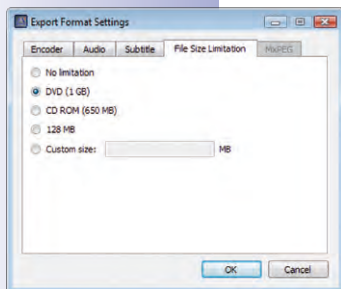 Export Format Settings
Encoder Audio Subtitle File Size Limitation MxPEG
No limitation
DVD (1 GB)
CD ROM (650 MB)
128 MB
Custom size: MB
OK Cancel